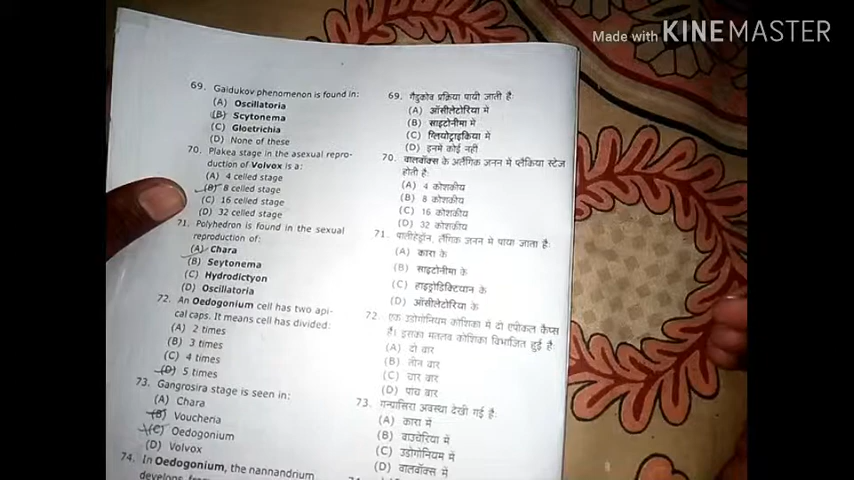 Made with KINEMASTER
69. Gaidukov phenomenon is found in:
(A) Oscillatoria
(B) Scytonema
(C) Gloetrichia
(D) None of these
70. Plakea stage in the asexual repro-
duction of Volvox is a:
(A) 4 celled stage
(B) 8 celled stage
(C) 16 celled stage
(D) 32 celled stage
71. Polyhedron is found in the sexual
reproduction of:
(A) Chara
(B) Seytonema
(C) Hydrodictyon
(D) Oscillatoria
72. An Oedogonium cell has two api-
cal caps. It means cell has divided:
(A) 2 times
(B) 3 times
(C) 4 times
(D) 5 times
73. Gangrosira stage is seen in:
(A) Chara
(B) Voucheria
(C) Oedogonium
(D) Volvox
74. In Oedogonium, the nannandrium
develops from
69. गैडुकोव प्रक्रिया पायी जाती है:
(A) ऑसीलेटोरिया में
(B) साइटोनीमा में
(C) ग्लियोट्राइकिया में
(D) इनमें कोई नहीं
70. वालवॉक्स के अलैंगिक जनन में प्लेकिया स्टेज
होती है:
(A) 4 कोशकीय
(B) 8 कोशकीय
(C) 16 कोशकीय
(D) 32 कोशकीय
71. पालीहेड्रॉन, लैंगिक जनन में पाया जाता है:
(A) कारा के
(B) साइटोनीमा के
(C) हाइड्रोडिक्टियान के
(D) ऑसीलेटोरिया के
72. एक उडोगोनियम कोशिका में दो एपीकल कैप्स
हैं। इसका मतलब कोशिका विभाजित हुई है:
(A) दो बार
(B) तीन बार
(C) चार बार
(D) पांच बार
73. गन्ग्रासिरा अवस्था देखी गई है:
(A) कारा में
(B) वाउचेरिया में
(C) उडोगोनियम में
(D) वालवॉक्स में